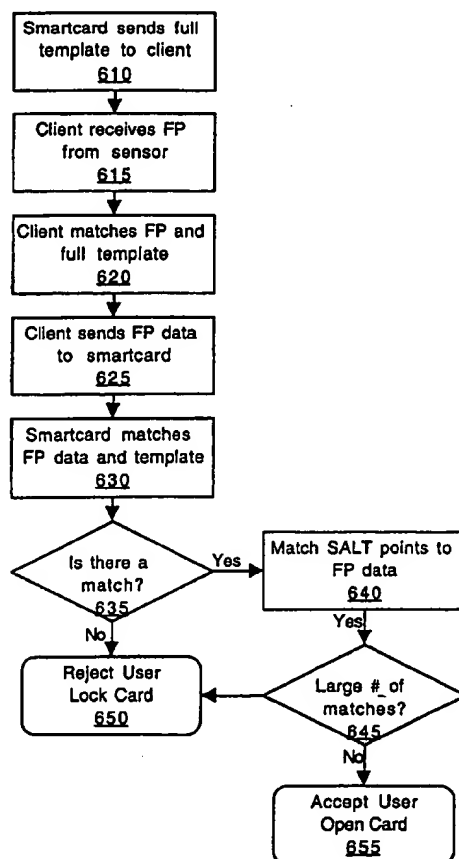 Smartcard sends full
template to client
610
Client receives FP
from sensor
615
Client matches FP and
full template
620
Client sends FP data
to smartcard
625
Smartcard matches
FP data and template
630
Is there a
match?
635
Yes
No
Match SALT points to
FP data
640
Yes
Large # of
matches?
645
No
Reject User
Lock Card
650
Accept User
Open Card
655